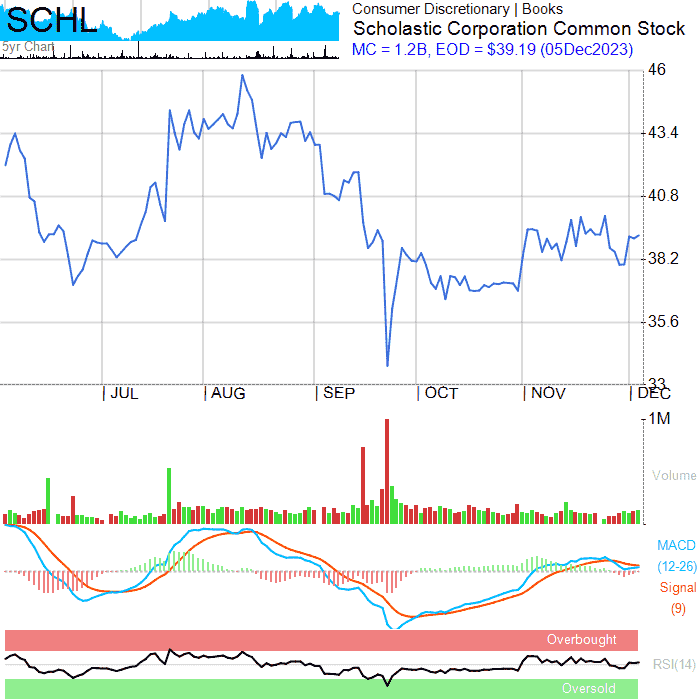 SCHL
5yr Chart
Consumer Discretionary | Books
Scholastic Corporation Common Stock
MC = 1.2B, EOD = $39.19 (05Dec2023)
46
43.4
40.8
38.2
35.6
33
JUL
AUG
SEP
OCT
NOV
DEC
1M
Volume
MACD
(12-26)
Signal
(9)
Overbought
RSI(14)
Oversold